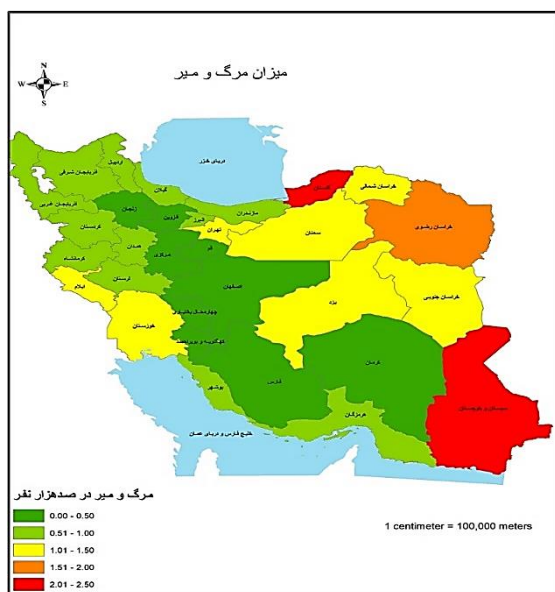 میزان مرگ و میر
N
W E
S
دریای خزر
اردبیل
آذربایجان شرقی
آذربایجان غربی
گیلان
گلستان
خراسان شمالی
مازندران
زنجان
قزوین
البرز
تهران
سمنان
خراسان رضوی
کردستان
همدان
مرکزی
قم
کرمانشاه
لرستان
ایلام
اصفهان
یزد
خراسان جنوبی
خوزستان
چهارمحال بختیاری
کهگلویه و بویراحمد
فارس
کرمان
بوشهر
هرمزگان
سیستان و بلوچستان
خلیج فارس و دریای عمان
مرگ و میر در صدهزار نفر
0.00 - 0.50
0.51 - 1.00
1.01 - 1.50
1.51 - 2.00
2.01 - 2.50
1 centimeter = 100,000 meters